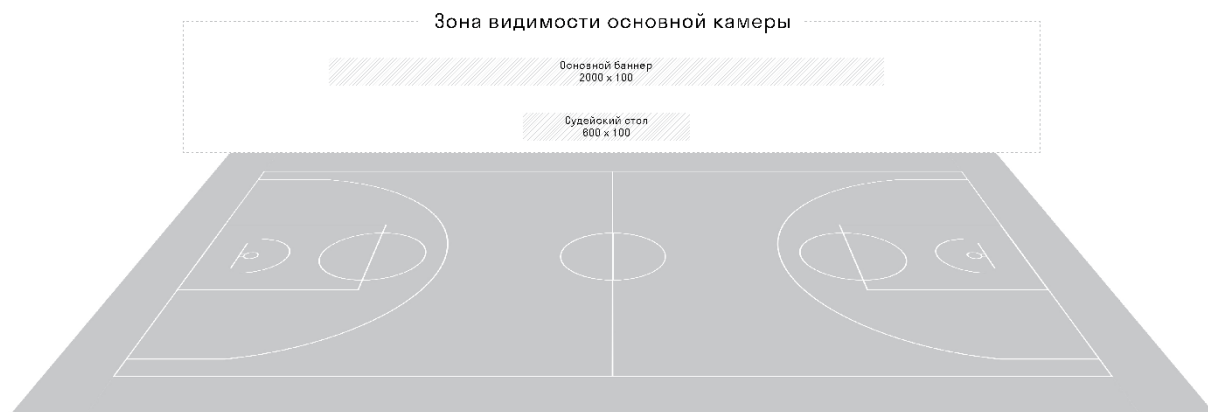 Зона видимости основной камеры
Основной баннер
2000 x 100
Судейский стол
600 x 100